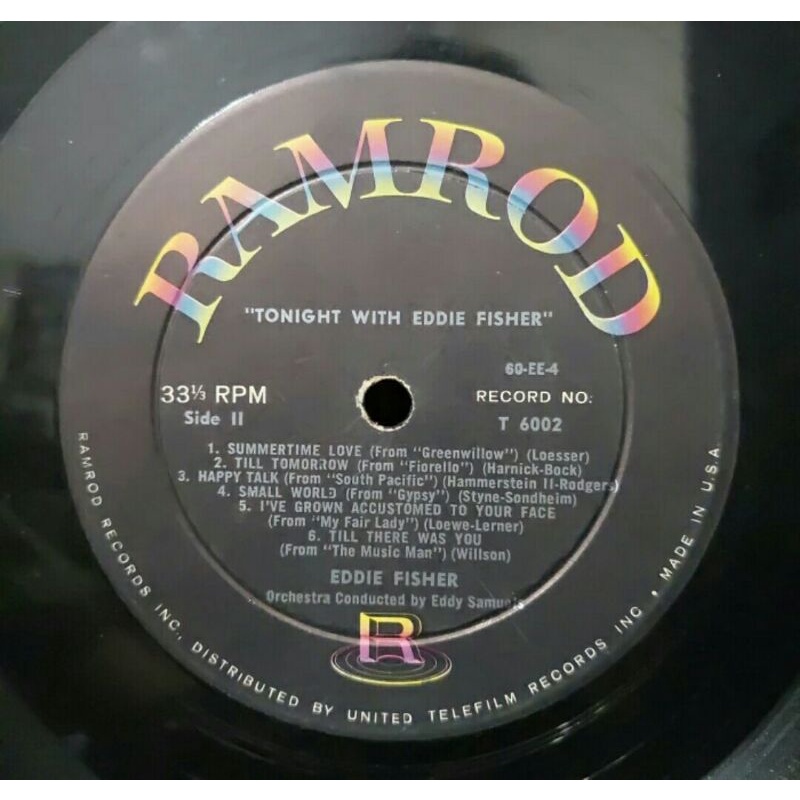 RAMROD
"TONIGHT WITH EDDIE FISHER"
60-EE-4
33⅓ RPM
RECORD NO:
Side II
T 6002
1. SUMMERTIME LOVE (From "Greenwillow") (Loesser)
2. TILL TOMORROW (From "Fiorello") (Harnick-Bock)
3. HAPPY TALK (From "South Pacific") (Hammerstein II-Rodgers)
4. SMALL WORLD (From "Gypsy") (Styne-Sondheim)
5. I'VE GROWN ACCUSTOMED TO YOUR FACE
(From "My Fair Lady") (Loewe-Lerner)
6. TILL THERE WAS YOU
(From "The Music Man") (Willson)
EDDIE FISHER
Orchestra Conducted by Eddy Samuels
R
RAMROD RECORDS INC., DISTRIBUTED BY UNITED TELEFILM RECORDS INC • MADE IN U.S.A.